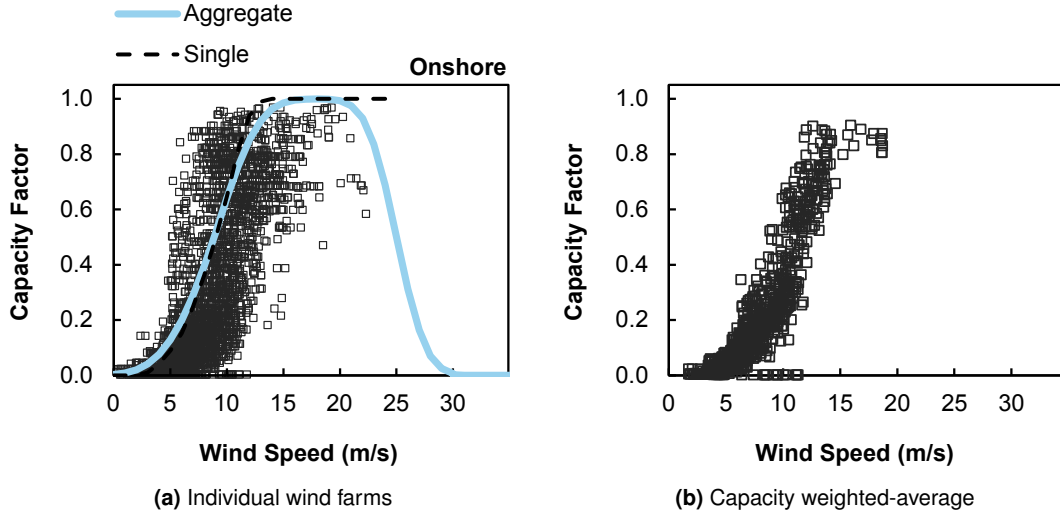 Aggregate
Single
Onshore
Capacity Factor
1.0
0.8
0.6
0.4
0.2
0.0
0 5 10 15 20 25 30
Wind Speed (m/s)
(a) Individual wind farms
Capacity Factor
1.0
0.8
0.6
0.4
0.2
0.0
0 5 10 15 20 25 30
Wind Speed (m/s)
(b) Capacity weighted-average